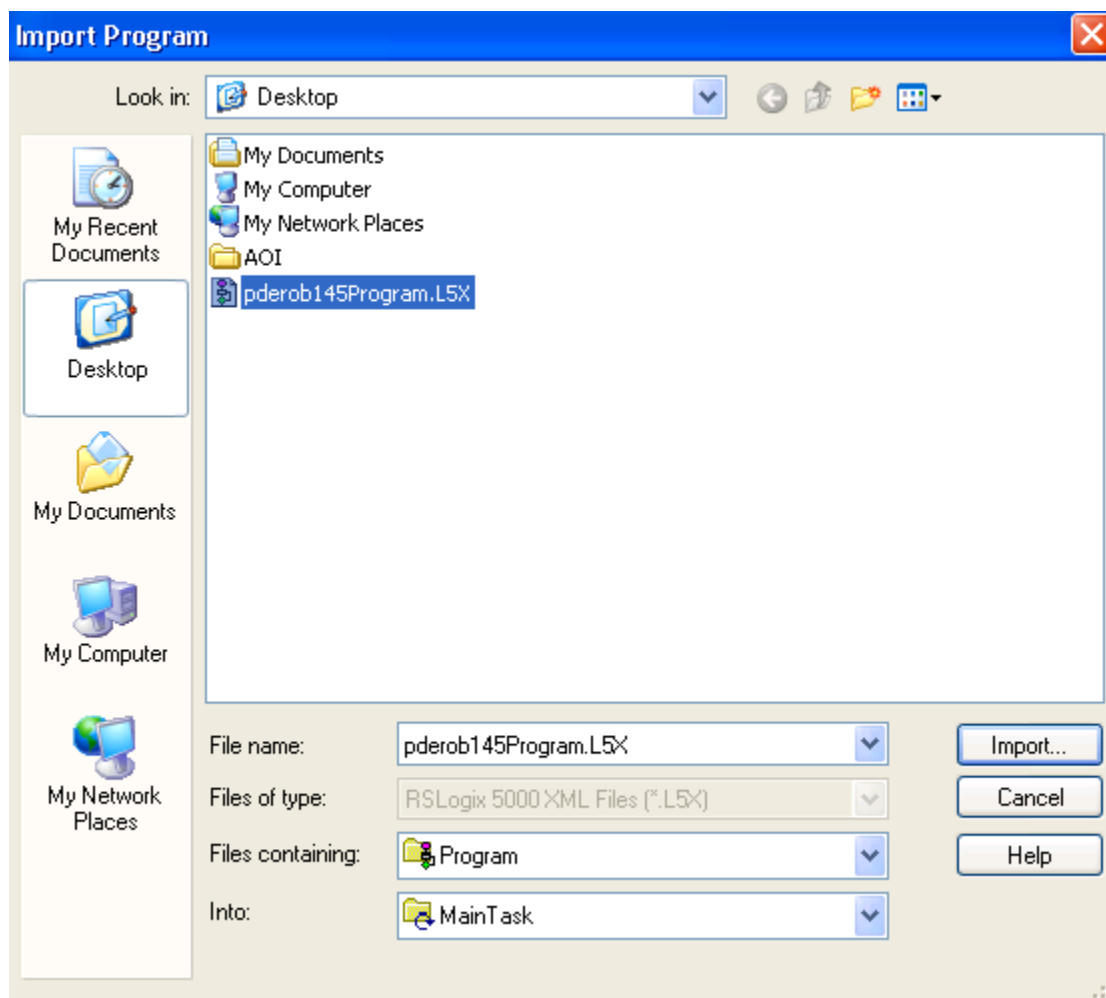 Import Program
Look in:
Desktop
My Documents
My Computer
My Network Places
AOI
pderob145Program.L5X
My Recent
Documents
Desktop
My Documents
My Computer
My Network
Places
File name:
pderob145Program.L5X
Import...
Files of type:
RSLogix 5000 XML Files (*.L5X)
Cancel
Files containing:
Program
Help
Into:
MainTask